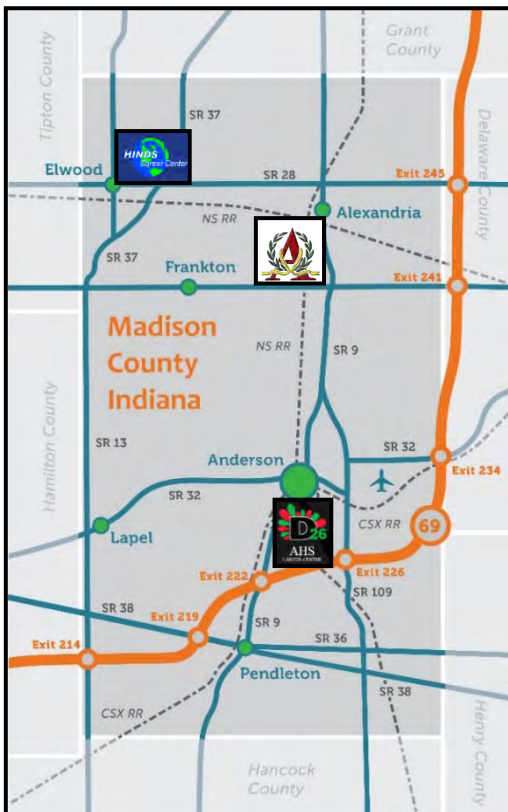 Grant
County
Tipton County
SR 37
HINDS
Career Center
Elwood
SR 28
Exit 245
Delaware County
NS RR
Alexandria
SR 37
Frankton
Exit 241
Madison
County
Indiana
NS RR
SR 9
Hamilton County
SR 13
Anderson
SR 32
Exit 234
SR 32
Lapel
D26
AHS
CAREER CENTER
CSX RR
69
Exit 222
Exit 226
SR 38
Exit 219
SR 9
SR 109
Exit 214
SR 36
Pendleton
SR 38
CSX RR
Henry County
Hancock
County